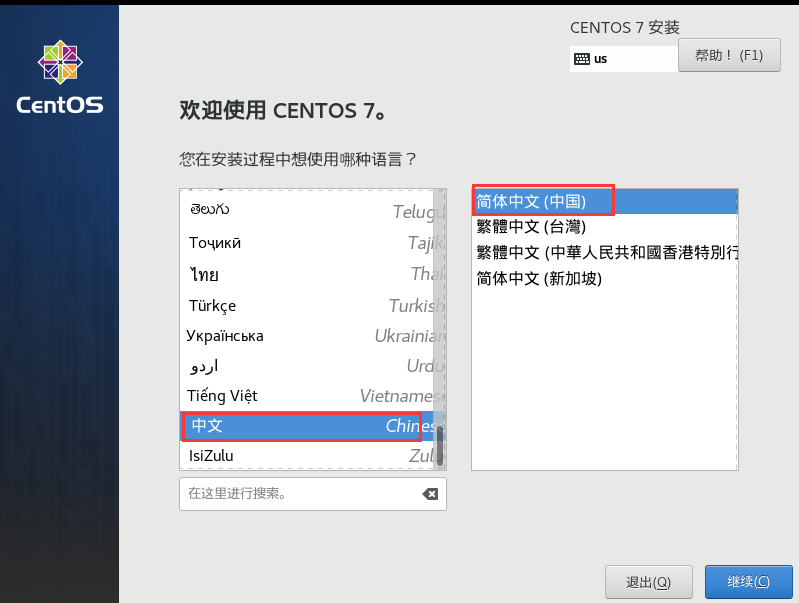 CentOS
CENTOS 7 安装
us
帮助！ (F1)
欢迎使用 CENTOS 7。
您在安装过程中想使用哪种语言？
తెలుగు Telugu
Тоҷикӣ Tajik
ไทย Thai
Türkçe Turkish
Українська Ukrainian
اردو Urdu
Tiếng Việt Vietnamese
中文 Chinese
IsiZulu Zulu
在这里进行搜索。
简体中文 (中国)
繁體中文 (台灣)
繁體中文 (中華人民共和國香港特別行
简体中文 (新加坡)
退出(Q)
继续(C)